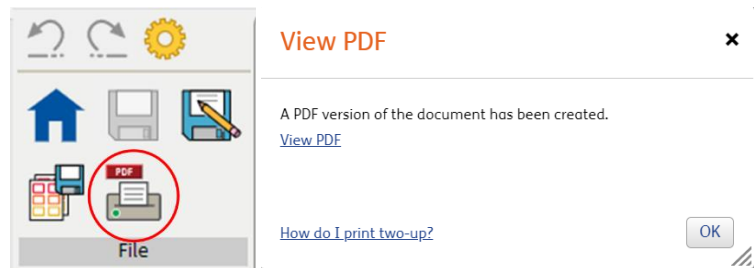 PDF
File
View PDF
×
A PDF version of the document has been created.
View PDF
How do I print two-up?
OK